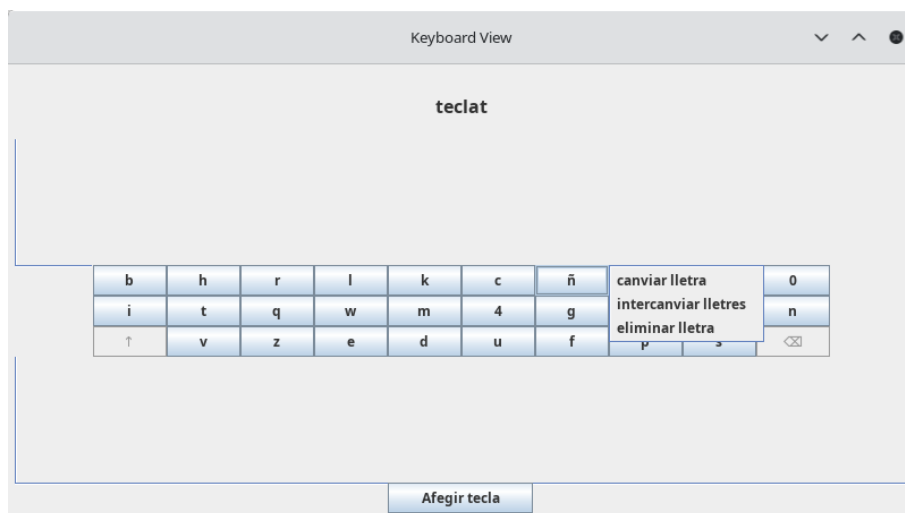 Keyboard View
teclat
b h r l k c ñ canviar lletra 0
intercanviar lletres
i t q w m 4 g n
eliminar lletra
↑ v z e d u f p s ⌫
Afegir tecla